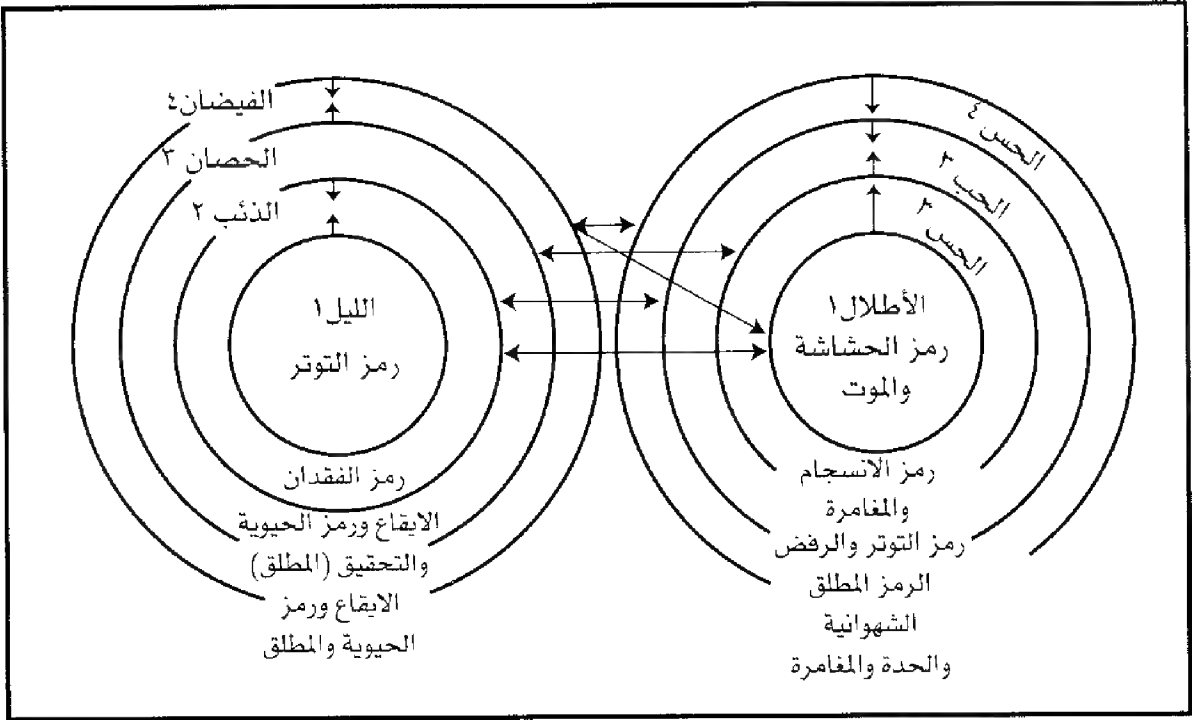 الحس ٤
الحب ٣
الحس ٢
الأطلال١
رمز الحشاشة
والموت
رمز الانسجام
والمغامرة
رمز التوتر والرفض
الرمز المطلق
الشهوانية
والحدة والمغامرة
الفيضان٤
الحصان ٣
الذئب ٢
الليل١
رمز التوتر
رمز الفقدان
الايقاع ورمز الحيوية
والتحقيق (المطلق)
الايقاع ورمز
الحيوية والمطلق